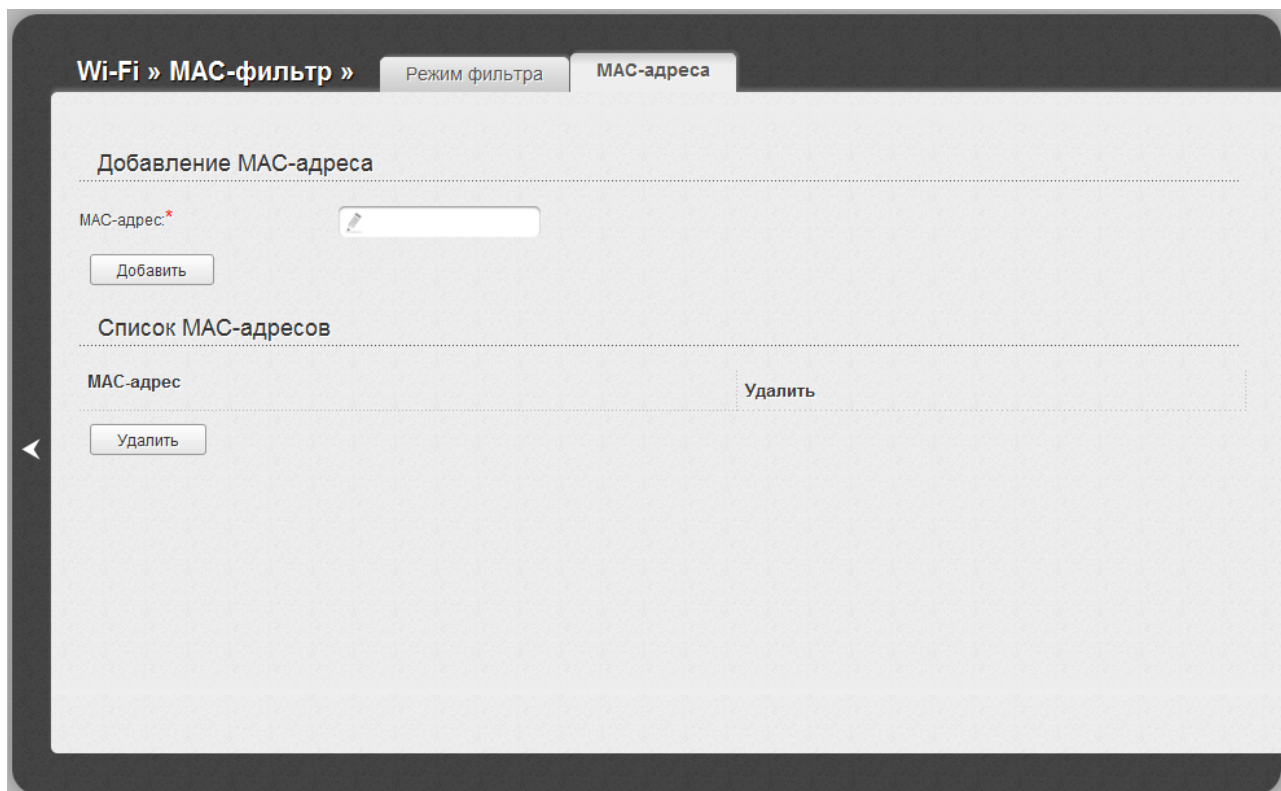 Wi-Fi » MAC-фильтр » Режим фильтра MAC-адреса
Добавление MAC-адреса
MAC-адрес:*
Добавить
Список MAC-адресов
MAC-адрес Удалить
Удалить